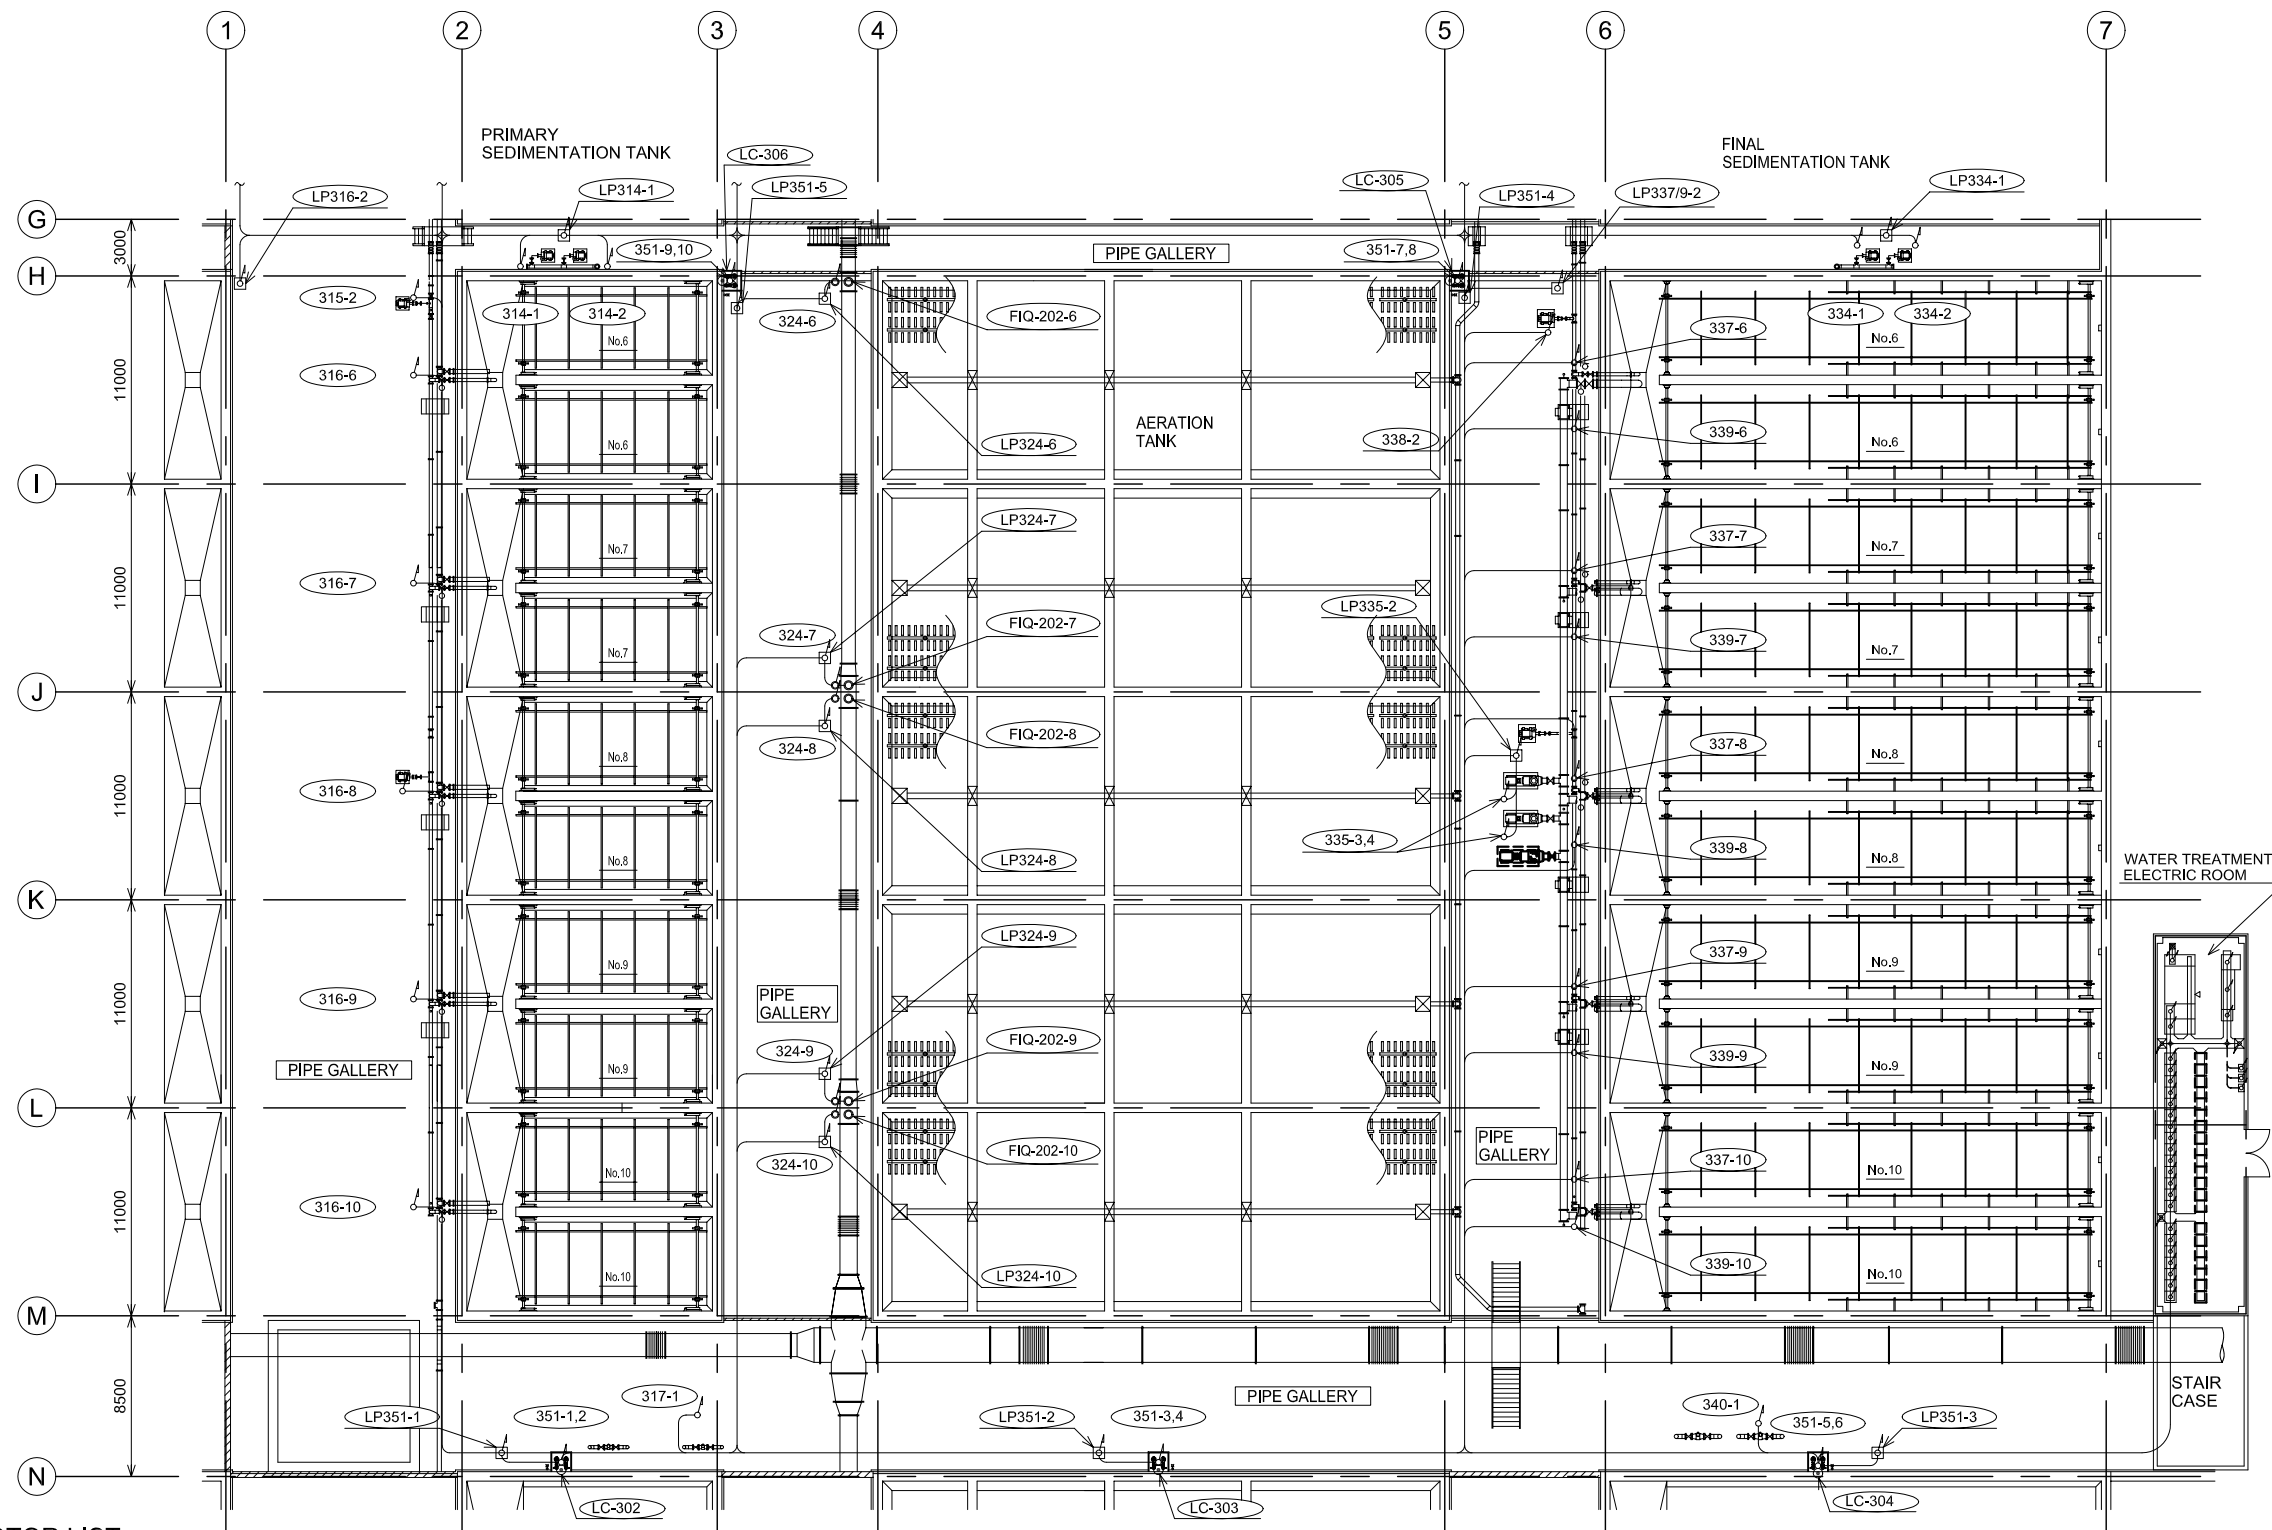 1 2 3 4 5 6 7
PRIMARY
SEDIMENTATION TANK
FINAL
SEDIMENTATION TANK
LC-306
LP351-5
LP314-1
LP316-2
LC-305
LP351-4
LP337/9-2
LP334-1
G
3000
351-9,10
PIPE GALLERY
351-7,8
H
315-2
314-1
314-2
324-6
FIQ-202-6
337-6
334-1
334-2
No.6
No.6
316-6
11000
AERATION
TANK
LP324-6
338-2
339-6
No.6
No.6
I
LP324-7
337-7
No.7
No.7
316-7
11000
LP335-2
324-7
FIQ-202-7
339-7
No.7
No.7
J
324-8
FIQ-202-8
337-8
No.8
No.8
316-8
11000
335-3,4
339-8
LP324-8
No.8
No.8
WATER TREATMENT
ELECTRIC ROOM
K
LP324-9
337-9
No.9
No.9
316-9
11000
PIPE
GALLERY
324-9
FIQ-202-9
339-9
PIPE GALLERY
No.9
No.9
L
324-10
FIQ-202-10
PIPE
GALLERY
337-10
No.10
No.10
316-10
11000
LP324-10
339-10
No.10
No.10
M
8500
317-1
PIPE GALLERY
STAIR
CASE
LP351-1
351-1,2
LP351-2
351-3,4
340-1
351-5,6
LP351-3
N
LC-302
LC-303
LC-304